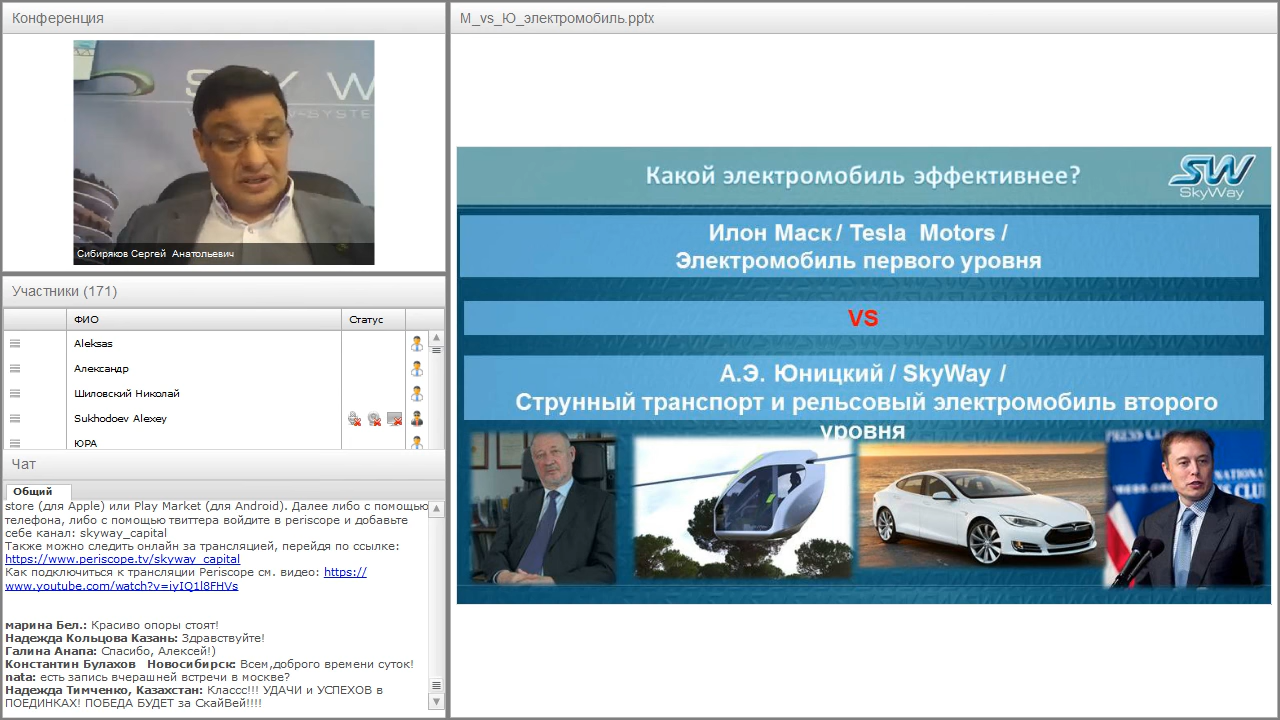 Конференция
SKY W
Сибиряков Сергей Анатольевич
Участники (171)
ФИО
Статус
Aleksas
Александр
Шиловский Николай
Sukhodoev Alexey
ЮРА
Чат
Общий
store (для Apple) или Play Market (для Android). Далее либо с помощью
телефона, либо с помощью твиттера войдите в periscope и добавьте
себе канал: skyway_capital
Также можно следить онлайн за трансляцией, перейдя по ссылке:
https://www.periscope.tv/skyway_capital
Как подключиться к трансляции Periscope см. видео: https://
www.youtube.com/watch?v=iyIQ1l8FHVs
марина Бел.: Красиво опоры стоят!
Надежда Кольцова Казань: Здравствуйте!
Галина Анапа: Спасибо, Алексей!)
Константин Булахов Новосибирск: Всем,доброго времени суток!
nata: есть запись вчерашней встречи в москве?
Надежда Тимченко, Казахстан: Классс!!! УДАЧИ и УСПЕХОВ в
ПОЕДИНКАХ! ПОБЕДА БУДЕТ за СкайВей!!!!
М_vs_Ю_электромобиль.pptx
Какой электромобиль эффективнее?
SW
SkyWay
Илон Маск / Tesla Motors /
Электромобиль первого уровня
VS
А.Э. Юницкий / SkyWay /
Струнный транспорт и рельсовый электромобиль второго
уровня